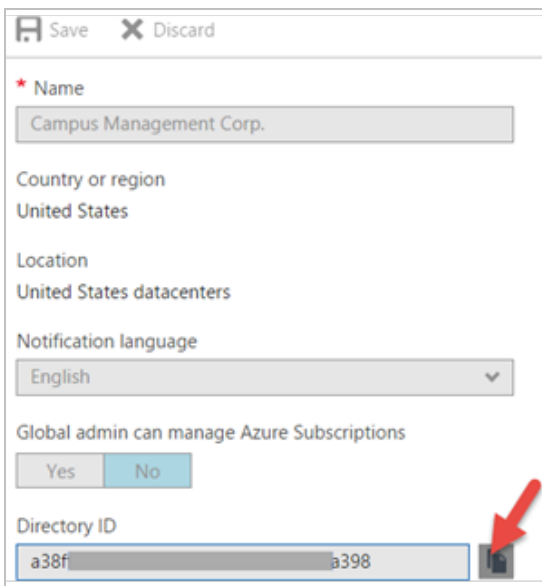 Save Discard
* Name
Campus Management Corp.
Country or region
United States
Location
United States datacenters
Notification language
English
Global admin can manage Azure Subscriptions
Yes No
Directory ID
a38f a398